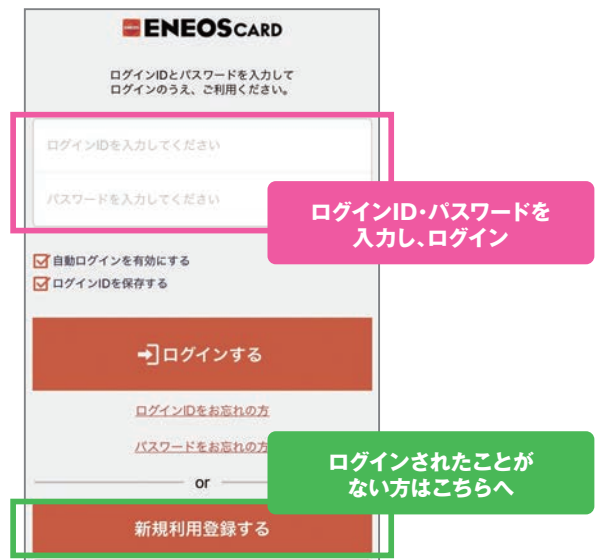 ENEOS CARD
ログインIDとパスワードを入力して
ログインのうえ、ご利用ください。
ログインIDを入力してください
パスワードを入力してください
ログインID・パスワードを
入力し、ログイン
自動ログインを有効にする
ログインIDを保存する
ログインする
ログインIDをお忘れの方
パスワードをお忘れの方
ログインされたことが
ない方はこちらへ
or
新規利用登録する